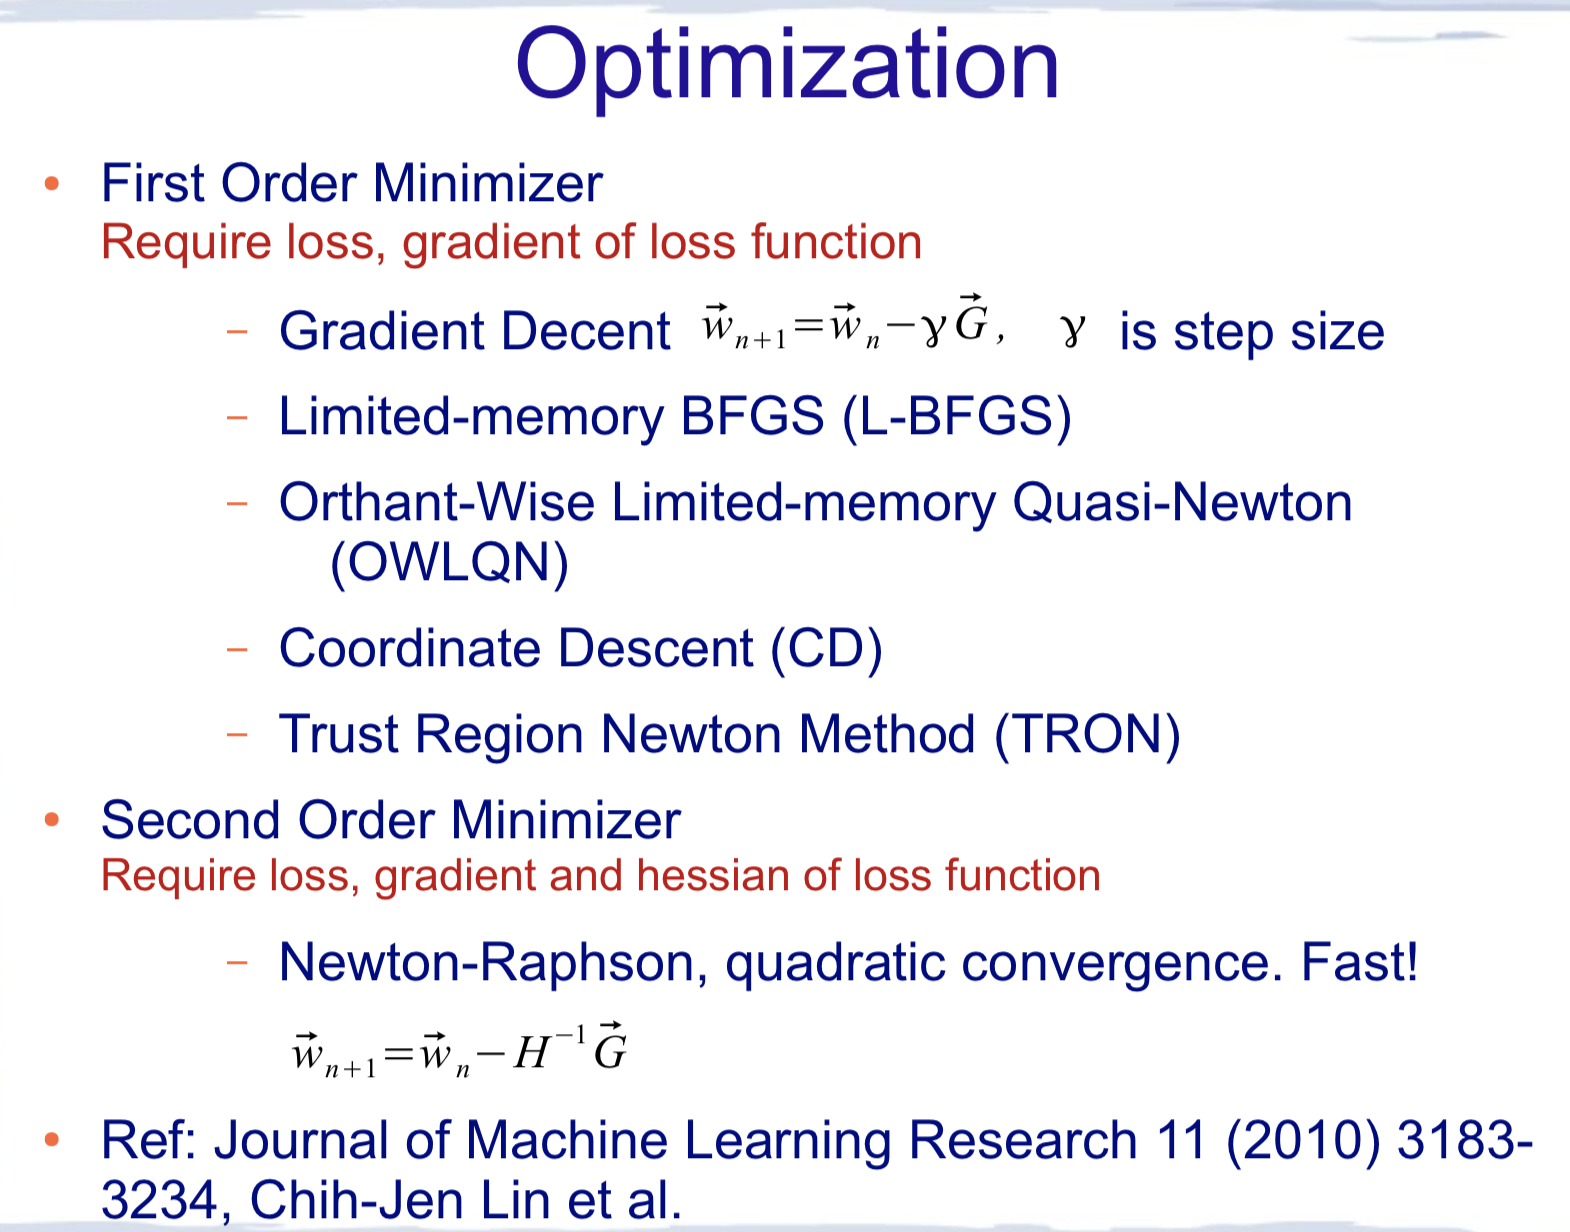 Optimization
• First Order Minimizer
Require loss, gradient of loss function
– Gradient Decent $\vec{w}_{n+1}=\vec{w}_n-\gamma\vec{G},\quad \gamma$ is step size
– Limited-memory BFGS (L-BFGS)
– Orthant-Wise Limited-memory Quasi-Newton
(OWLQN)
– Coordinate Descent (CD)
– Trust Region Newton Method (TRON)
• Second Order Minimizer
Require loss, gradient and hessian of loss function
– Newton-Raphson, quadratic convergence. Fast!
$\vec{w}_{n+1}=\vec{w}_n-H^{-1}\vec{G}$
• Ref: Journal of Machine Learning Research 11 (2010) 3183-
3234, Chih-Jen Lin et al.